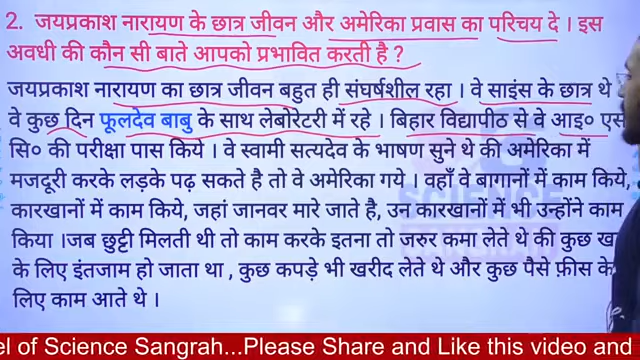 2. जयप्रकाश नारायण के छात्र जीवन और अमेरिका प्रवास का परिचय दे । इस
अवधी की कौन सी बाते आपको प्रभावित करती है ?
जयप्रकाश नारायण का छात्र जीवन बहुत ही संघर्षशील रहा । वे साइंस के छात्र थे
वे कुछ दिन फूलदेव बाबु के साथ लेबोरेटरी में रहे । बिहार विद्यापीठ से वे आइ० एस
सि० की परीक्षा पास किये । वे स्वामी सत्यदेव के भाषण सुने थे की अमेरिका में
मजदूरी करके लड़के पढ़ सकते है तो वे अमेरिका गये । वहाँ वे बागानों में काम किये,
कारखानों में काम किये, जहां जानवर मारे जाते है, उन कारखानों में भी उन्होंने काम
किया ।जब छुट्टी मिलती थी तो काम करके इतना तो जरुर कमा लेते थे की कुछ खा
के लिए इंतजाम हो जाता था , कुछ कपड़े भी खरीद लेते थे और कुछ पैसे फ़ीस के
लिए काम आते थे ।
el of Science Sangrah...Please Share and Like this video and